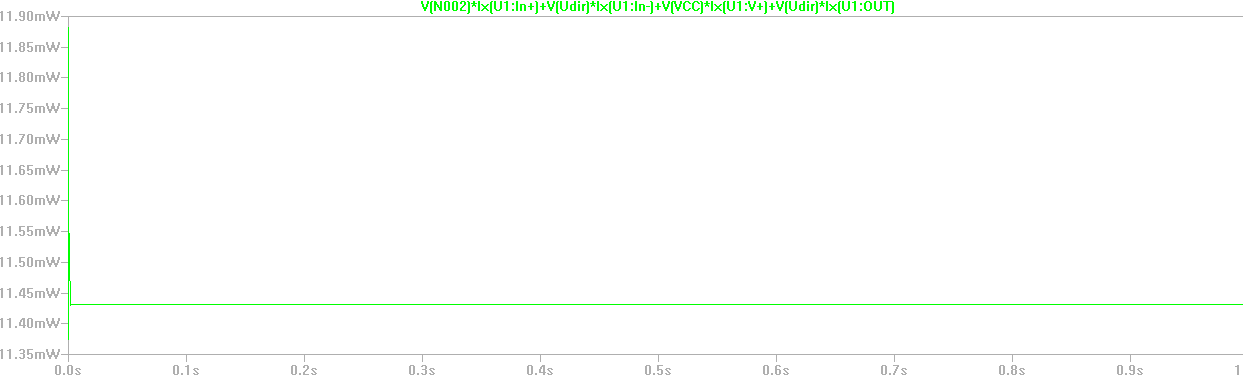 V(N002)*Ix(U1:In+)+V(Udir)*Ix(U1:In-)+V(VCC)*Ix(U1:V+)+V(Udir)*Ix(U1:OUT)
11.90mW
11.85mW
11.80mW
11.75mW
11.70mW
11.65mW
11.60mW
11.55mW
11.50mW
11.45mW
11.40mW
11.35mW
0.0s 0.1s 0.2s 0.3s 0.4s 0.5s 0.6s 0.7s 0.8s 0.9s 1